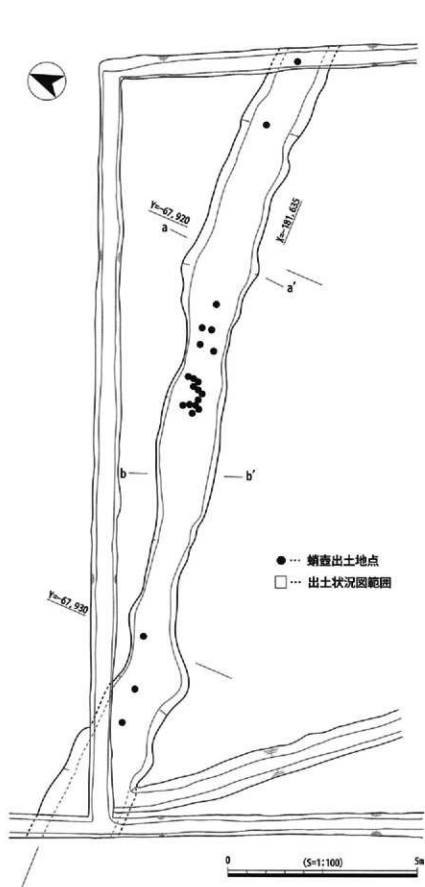 Y=-67,920
a
X=-181,635
a'
b
b'
● … 蛸壺出土地点
□ … 出土状況図範囲
Y=-67,930
0 (S=1:100) 5m